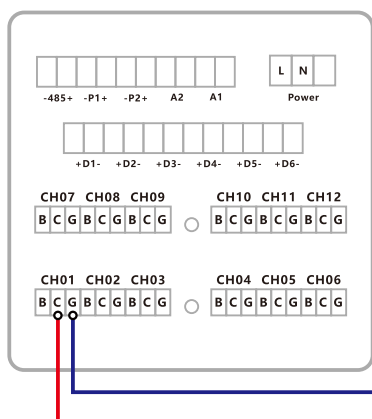 L N
-485+ -P1+ -P2+ A2 A1 Power
+D1- +D2- +D3- +D4- +D5- +D6-
CH07 CH08 CH09 CH10 CH11 CH12
B C G B C G B C G B C G B C G B C G
CH01 CH02 CH03 CH04 CH05 CH06
B C G B C G B C G B C G B C G B C G